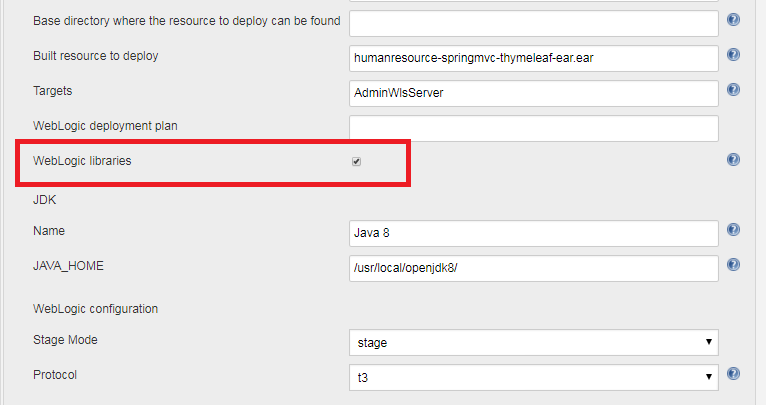 Base directory where the resource to deploy can be found
Built resource to deploy humanresource-springmvc-thymeleaf-ear.ear
Targets AdminWlsServer
WebLogic deployment plan
WebLogic libraries
JDK
Name Java 8
JAVA_HOME /usr/local/openjdk8/
WebLogic configuration
Stage Mode stage
Protocol t3